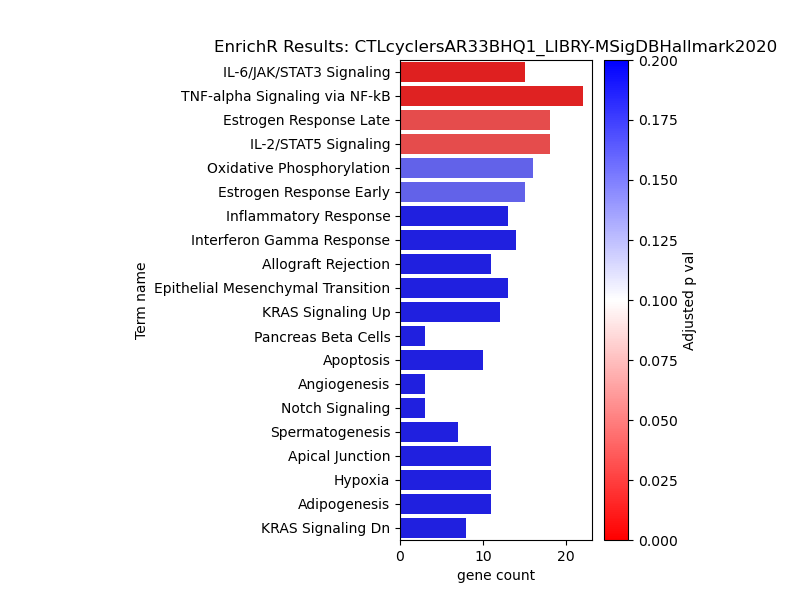 EnrichR Results: CTLcyclersAR33BHQ1_LIBRY-MSigDBHallmark2020
Term name
IL-6/JAK/STAT3 Signaling
TNF-alpha Signaling via NF-kB
Estrogen Response Late
IL-2/STAT5 Signaling
Oxidative Phosphorylation
Estrogen Response Early
Inflammatory Response
Interferon Gamma Response
Allograft Rejection
Epithelial Mesenchymal Transition
KRAS Signaling Up
Pancreas Beta Cells
Apoptosis
Angiogenesis
Notch Signaling
Spermatogenesis
Apical Junction
Hypoxia
Adipogenesis
KRAS Signaling Dn
0 10 20
gene count
0.200
0.175
0.150
0.125
0.100
0.075
0.050
0.025
0.000
Adjusted p val